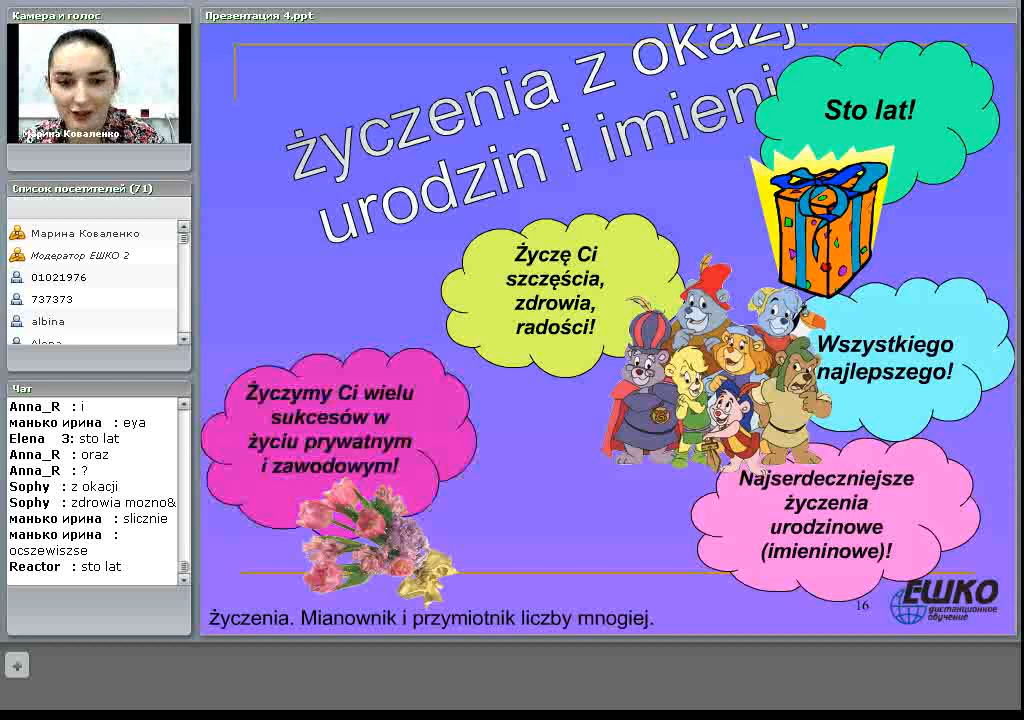 Камера и голос
Марина Коваленко
Список посетителей (71)
Марина Коваленко
Модератор ЕШКО 2
01021976
737373
albina
Alena
Чат
Anna_R : i
манько ирина : eya
Elena 3: sto lat
Anna_R : oraz
Anna_R : ?
Sophy : z okacji
Sophy : zdrowia mozno&
манько ирина : slicznie
манько ирина :
ocszewiszse
Reactor : sto lat
Презентация 4.ppt
życzenia z okazji
urodzin i imieni
Sto lat!
Życzę Ci
szczęścia,
zdrowia,
radości!
Wszystkiego
najlepszego!
Życzymy Ci wielu
sukcesów w
życiu prywatnym
i zawodowym!
Najserdeczniejsze
życzenia
urodzinowe
(imieninowe)!
16
ЕШКО
дистанционное
обучение
Życzenia. Mianownik i przymiotnik liczby mnogiej.